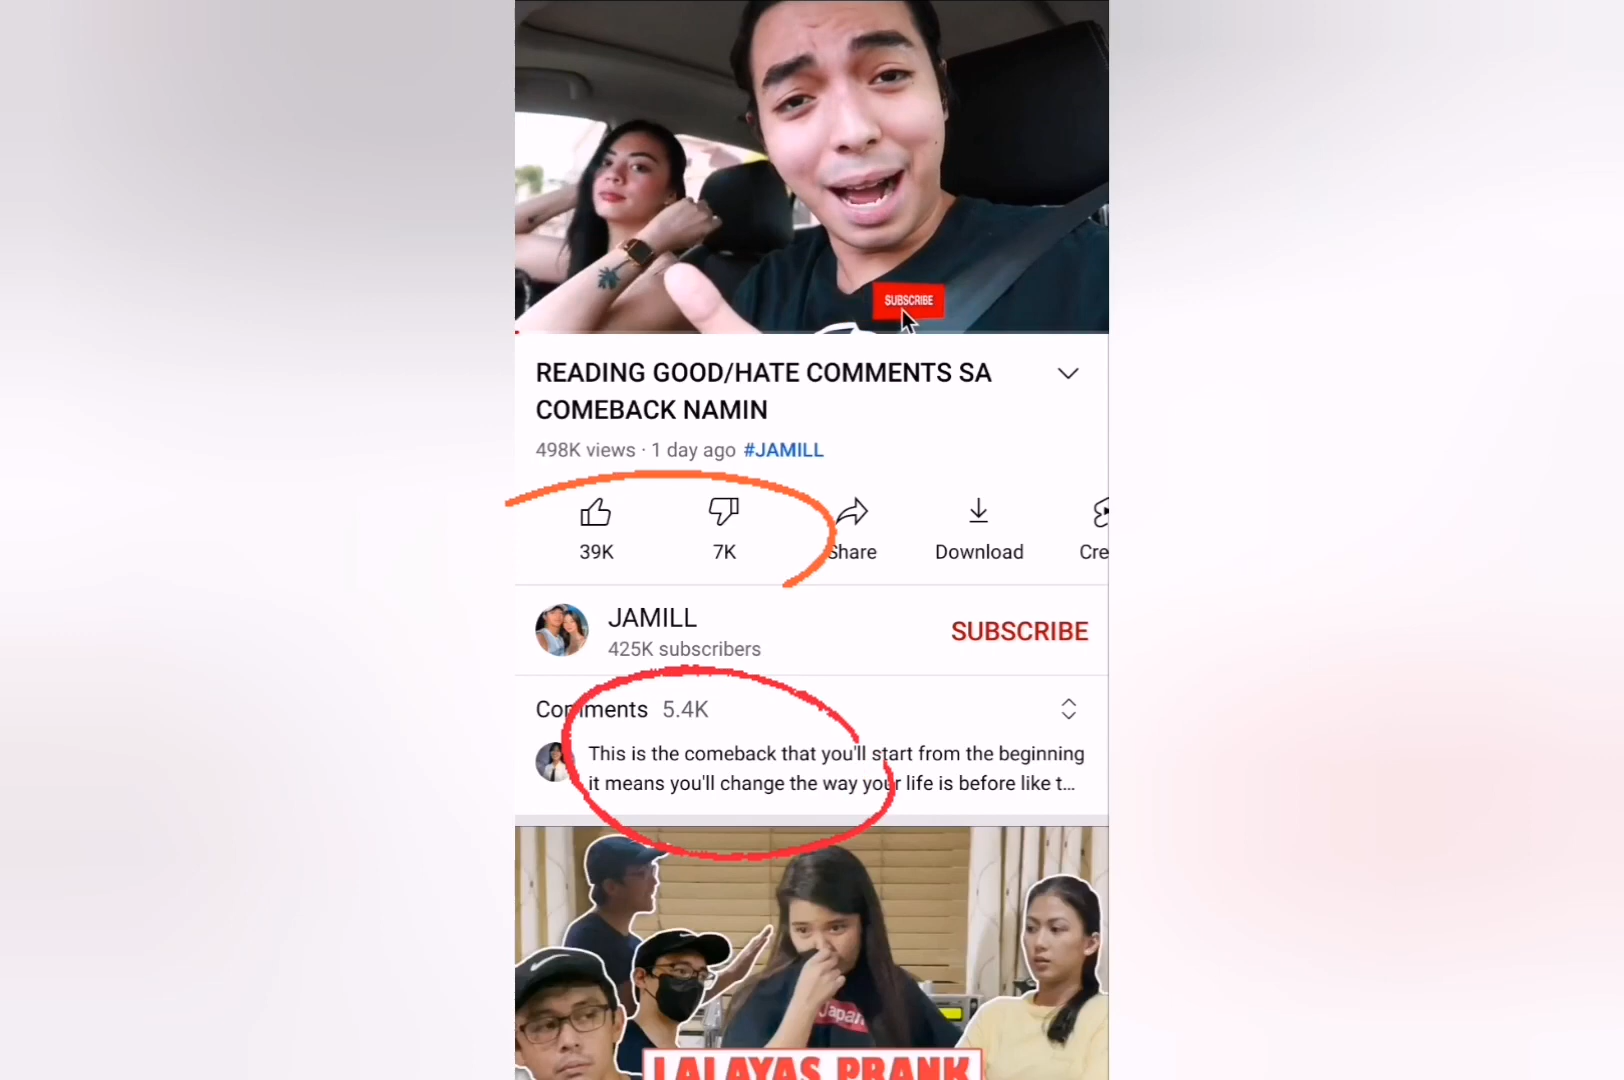 SUBSCRIBE
READING GOOD/HATE COMMENTS SA
COMEBACK NAMIN
498K views · 1 day ago #JAMILL
39K
7K
Share
Download
Cre
JAMILL
425K subscribers
SUBSCRIBE
Comments 5.4K
This is the comeback that you'll start from the beginning
it means you'll change the way your life is before like t...
Japan
LALAYAS PRANK